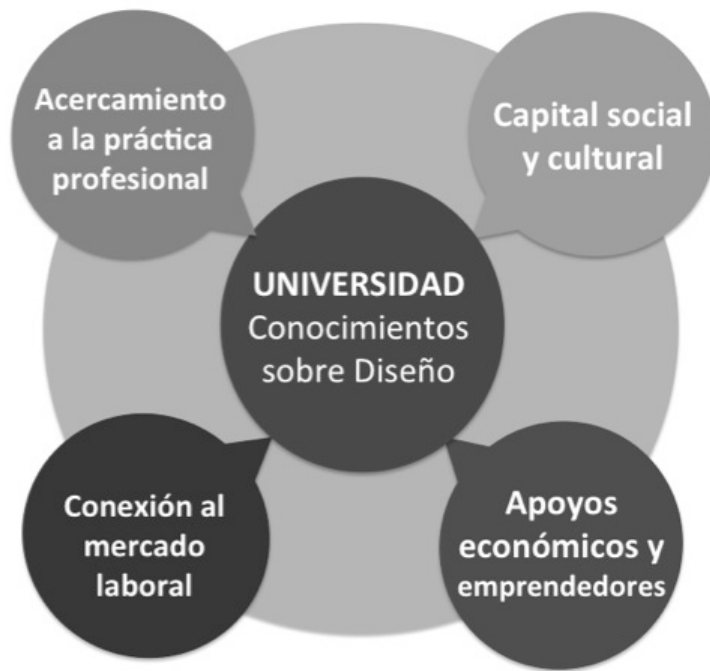 Acercamiento
a la práctica
profesional
Capital social
y cultural
UNIVERSIDAD
Conocimientos
sobre Diseño
Conexión al
mercado
laboral
Apoyos
económicos y
emprendedores